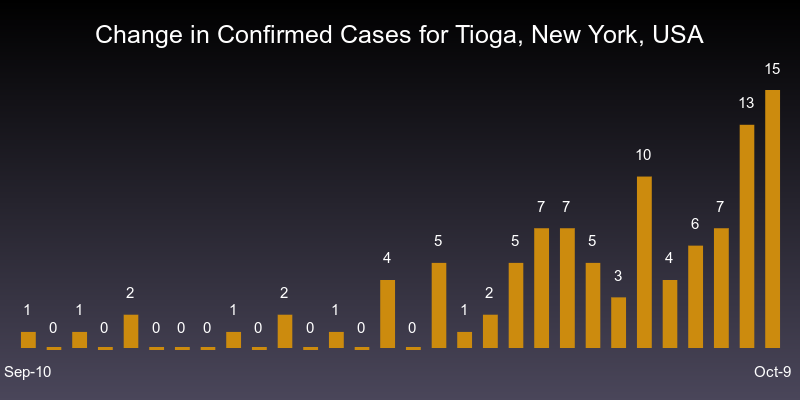 Change in Confirmed Cases for Tioga, New York, USA
1 0 1 0 2 0 0 0 1 0 2 0 1 0 4 0 5 1 2 5 7 7 5 3 10 4 6 7 13 15
Sep-10 Oct-9